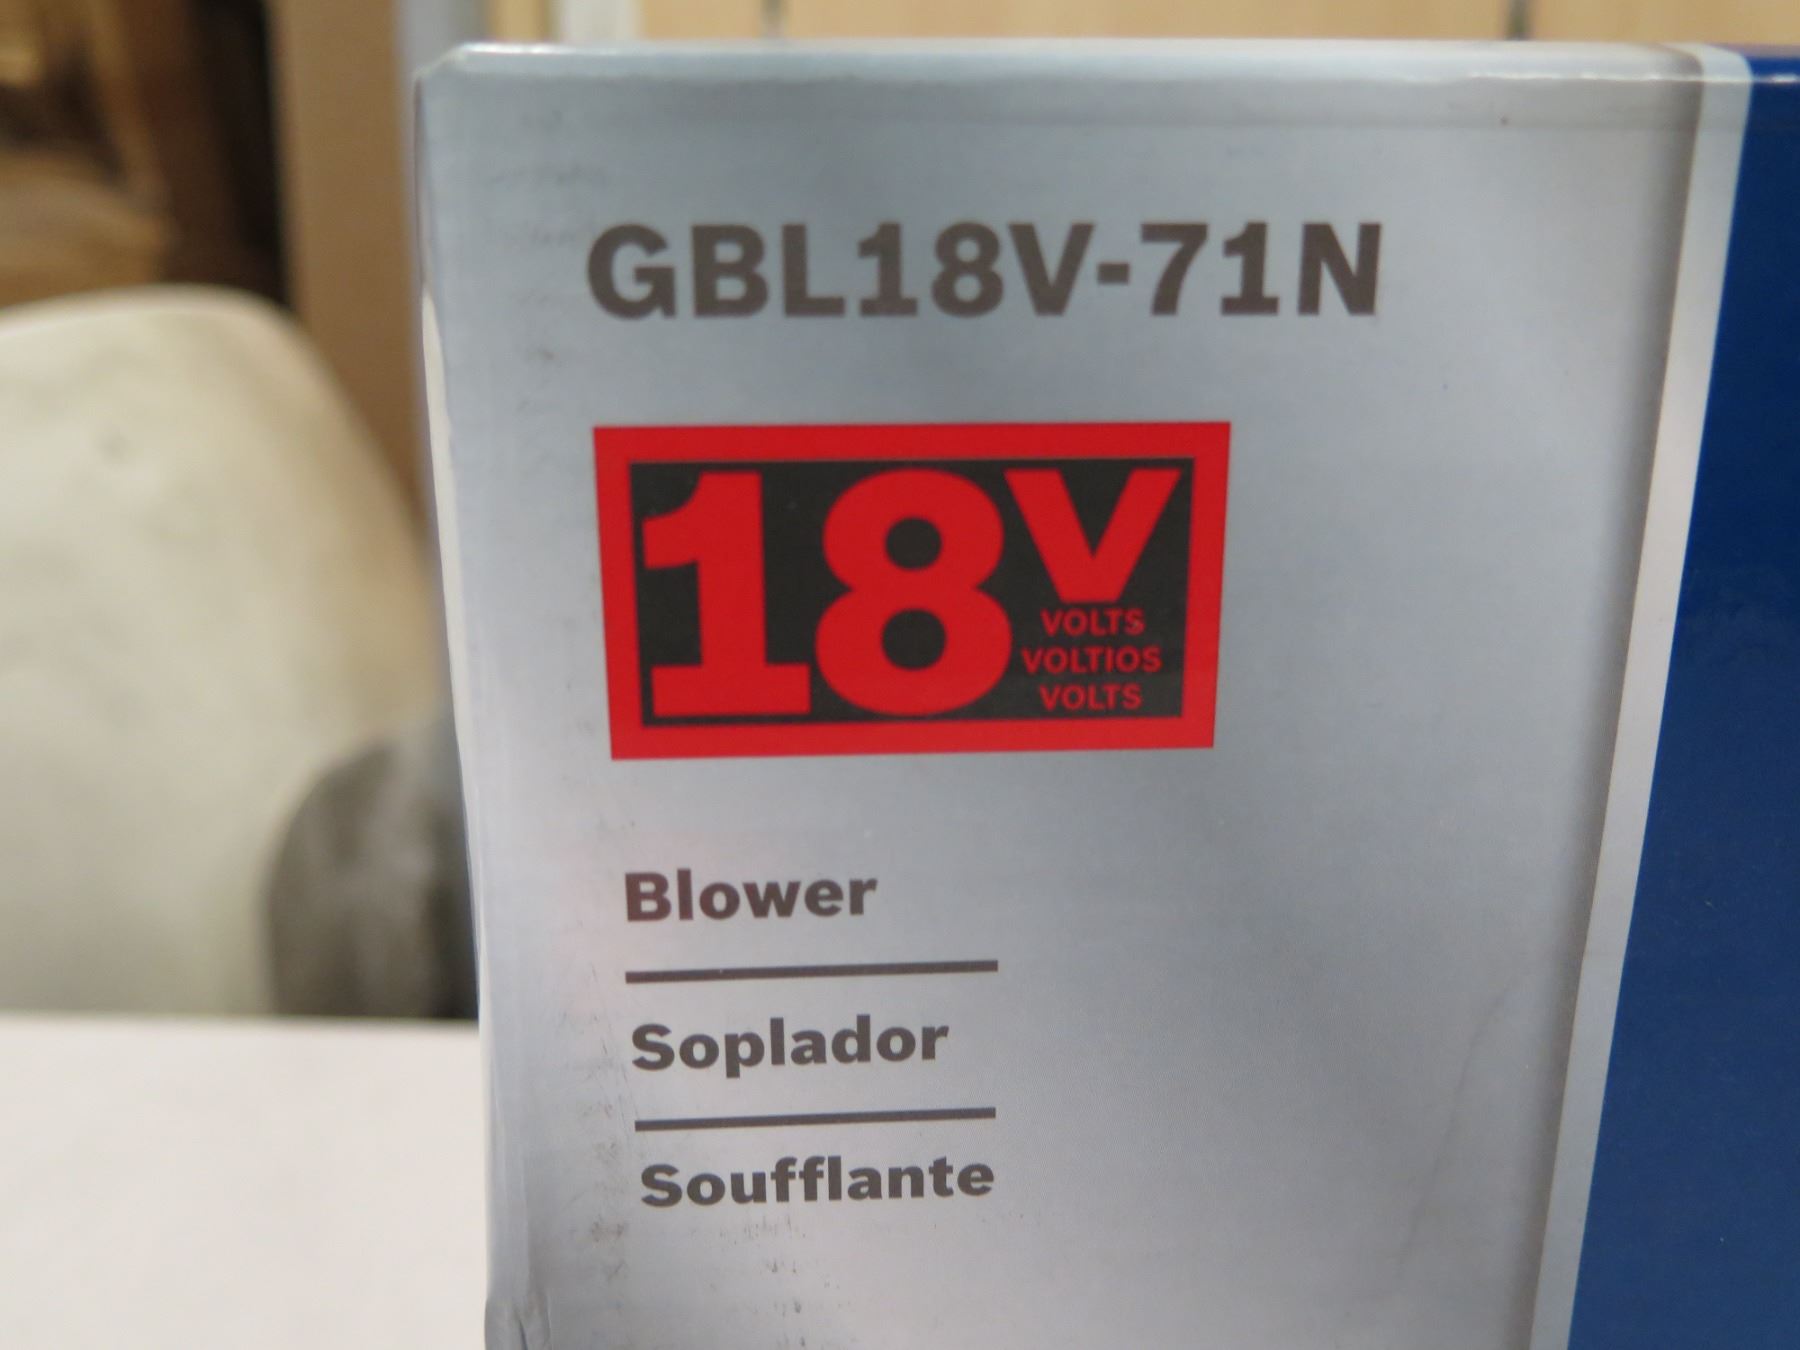 GBL18V-71N
18V
VOLTS
VOLTIOS
VOLTS
Blower
Soplador
Soufflante